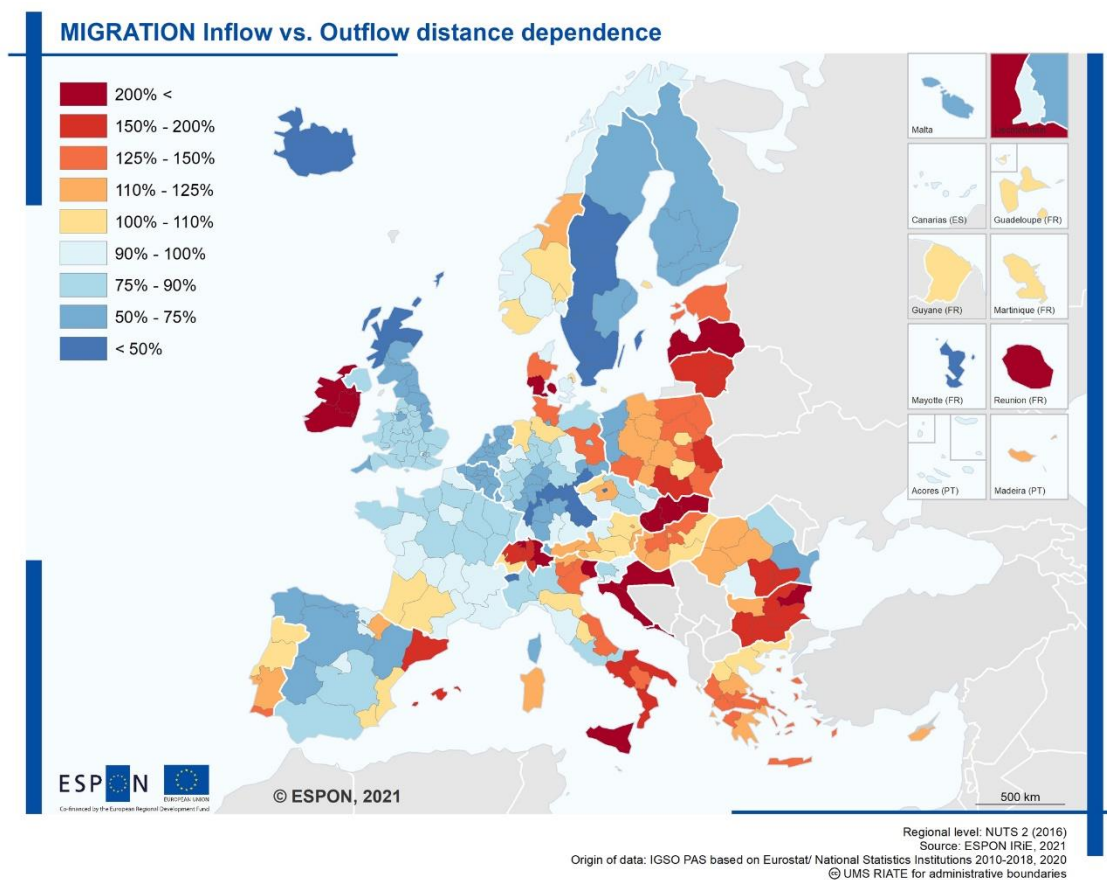 MIGRATION Inflow vs. Outflow distance dependence
200% <
150% - 200%
125% - 150%
110% - 125%
100% - 110%
90% - 100%
75% - 90%
50% - 75%
< 50%
Malta
Canarias (ES)
Guadeloupe (FR)
Guyane (FR)
Martinique (FR)
Mayotte (FR)
Reunion (FR)
Acores (PT)
Madeira (PT)
ESPON
EUROPEAN UNION
Co-financed by the European Regional Development Fund
© ESPON, 2021
500 km
Regional level: NUTS 2 (2016)
Source: ESPON IRiE, 2021
Origin of data: IGSO PAS based on Eurostat/ National Statistics Institutions 2010-2018, 2020
UMS RIATE for administrative boundaries